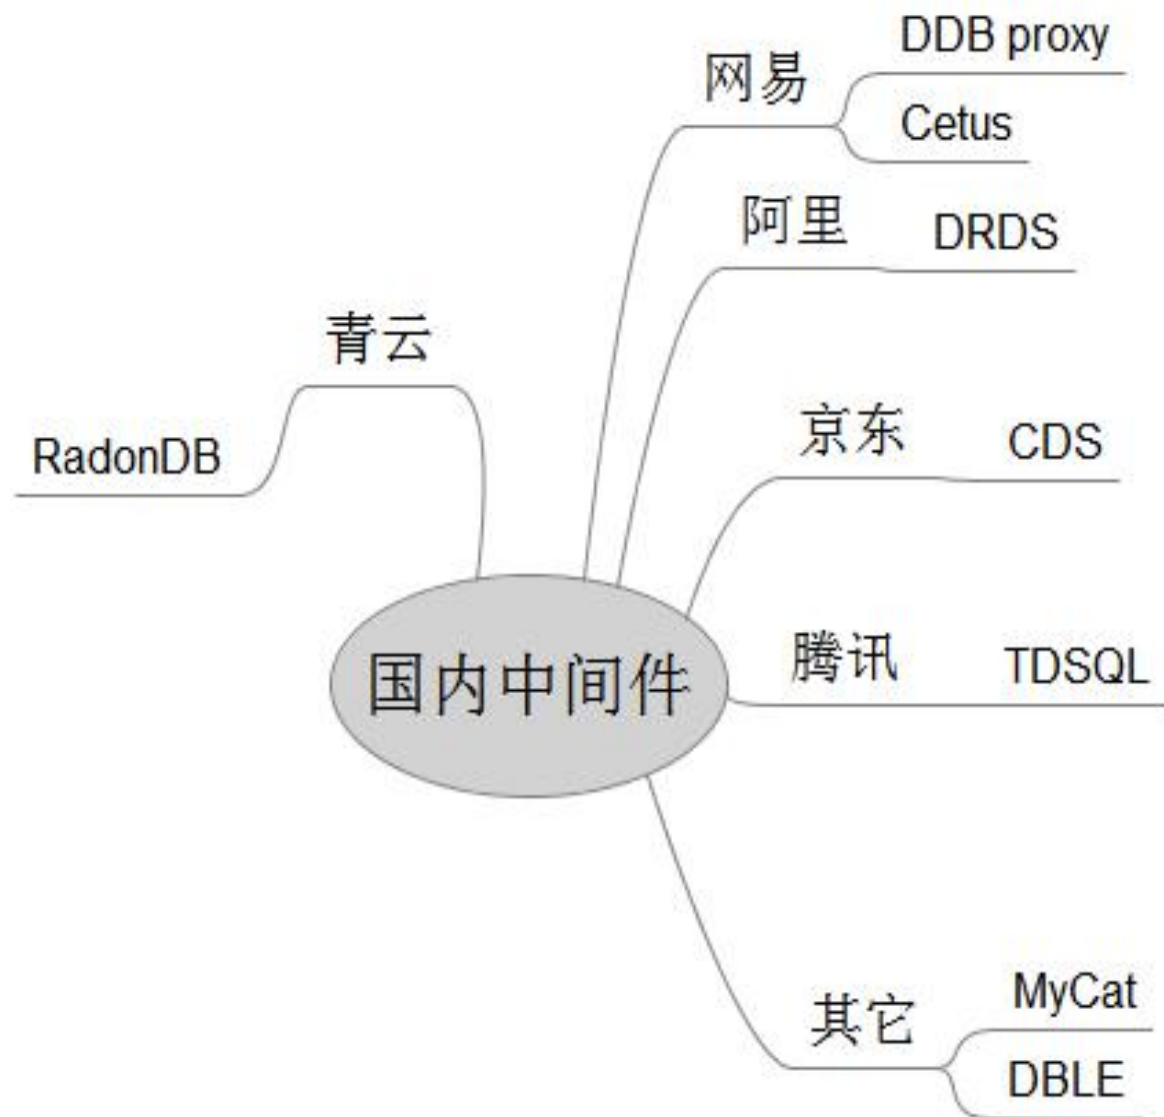 国内中间件
网易
DDB proxy
Cetus
阿里
DRDS
京东
CDS
腾讯
TDSQL
其它
MyCat
DBLE
青云
RadonDB